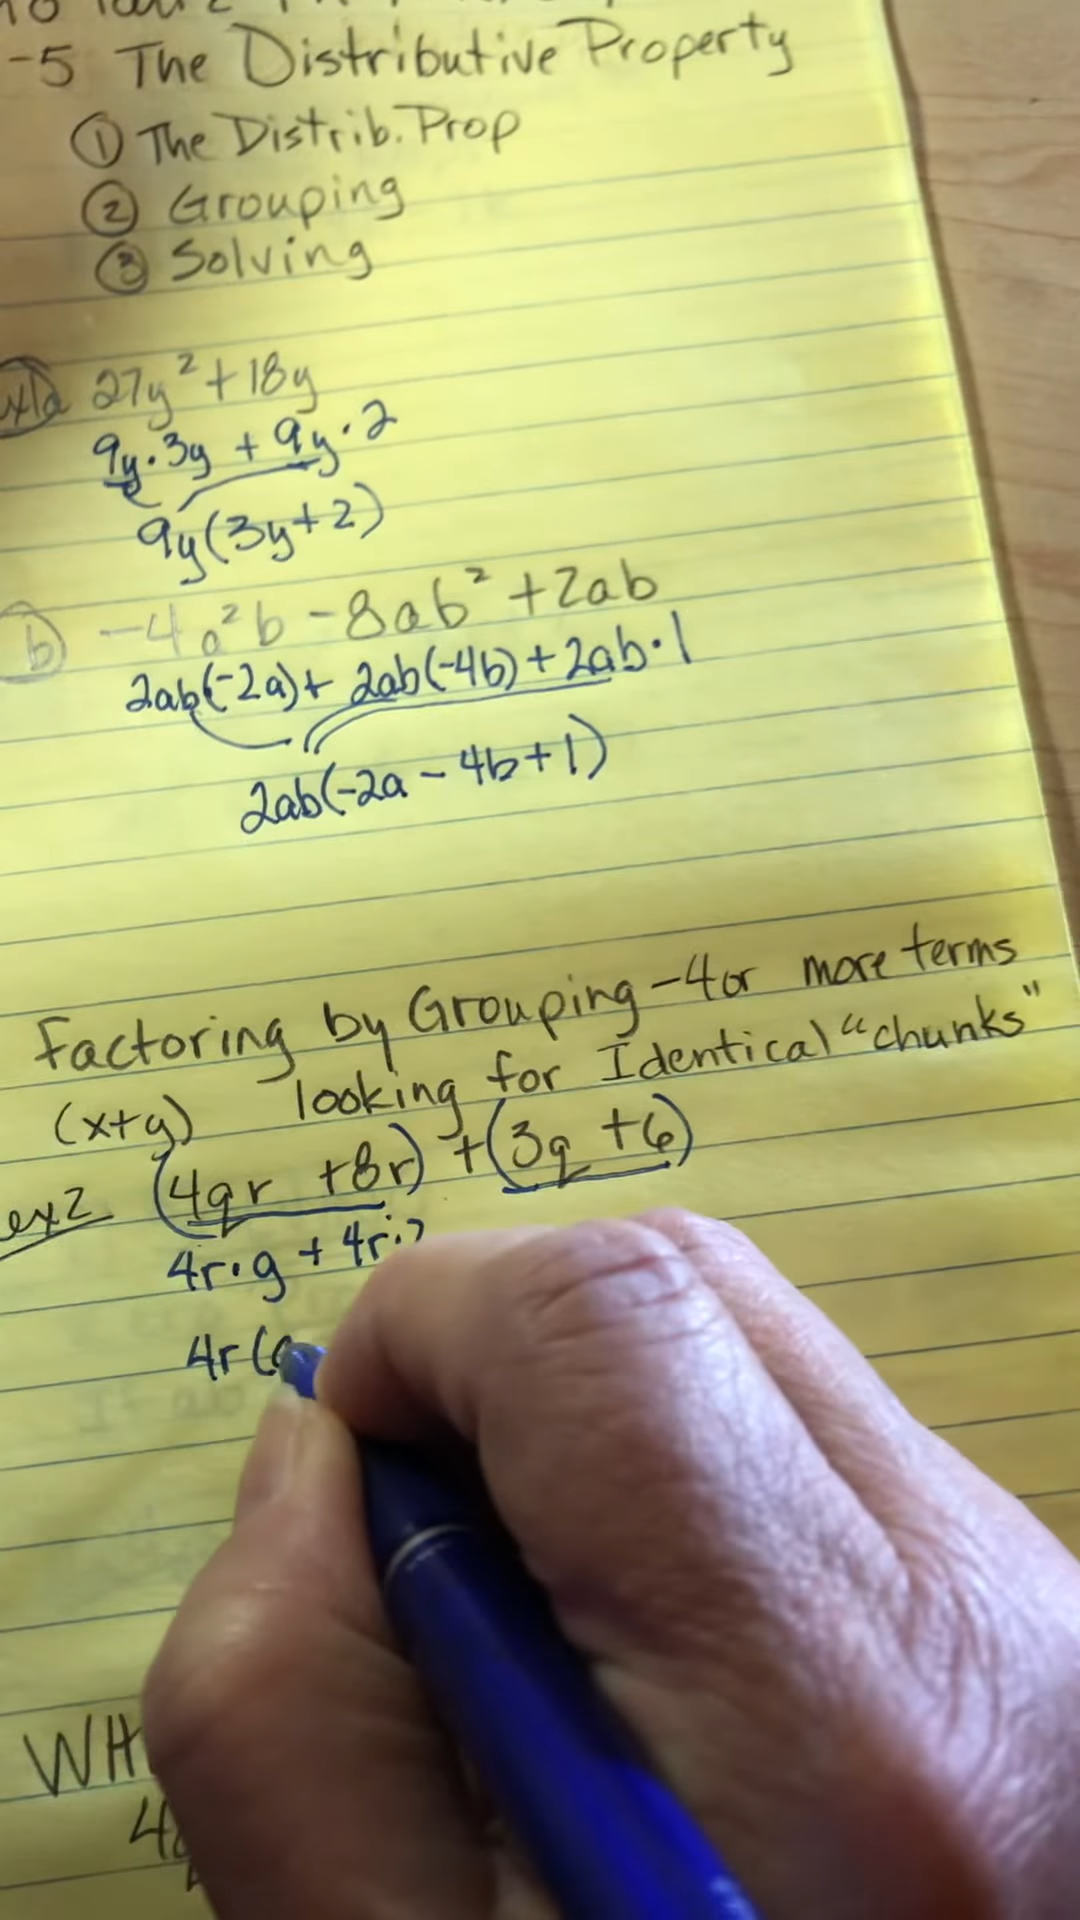 -5 The Distributive Property
① The Distrib. Prop
② Grouping
③ Solving
27y² + 18y
9y·3y + 9y·2
9y(3y+2)
b) -4a²b - 8ab² + 2ab
2ab(-2a) + 2ab(-4b) + 2ab·1
2ab(-2a - 4b + 1)
Factoring by Grouping - 4 or more terms
(x+y) looking for Identical "chunks"
ex2 (4qr + 8r) + (3q + 6)
4r·q + 4r·2
4r(
WH
4